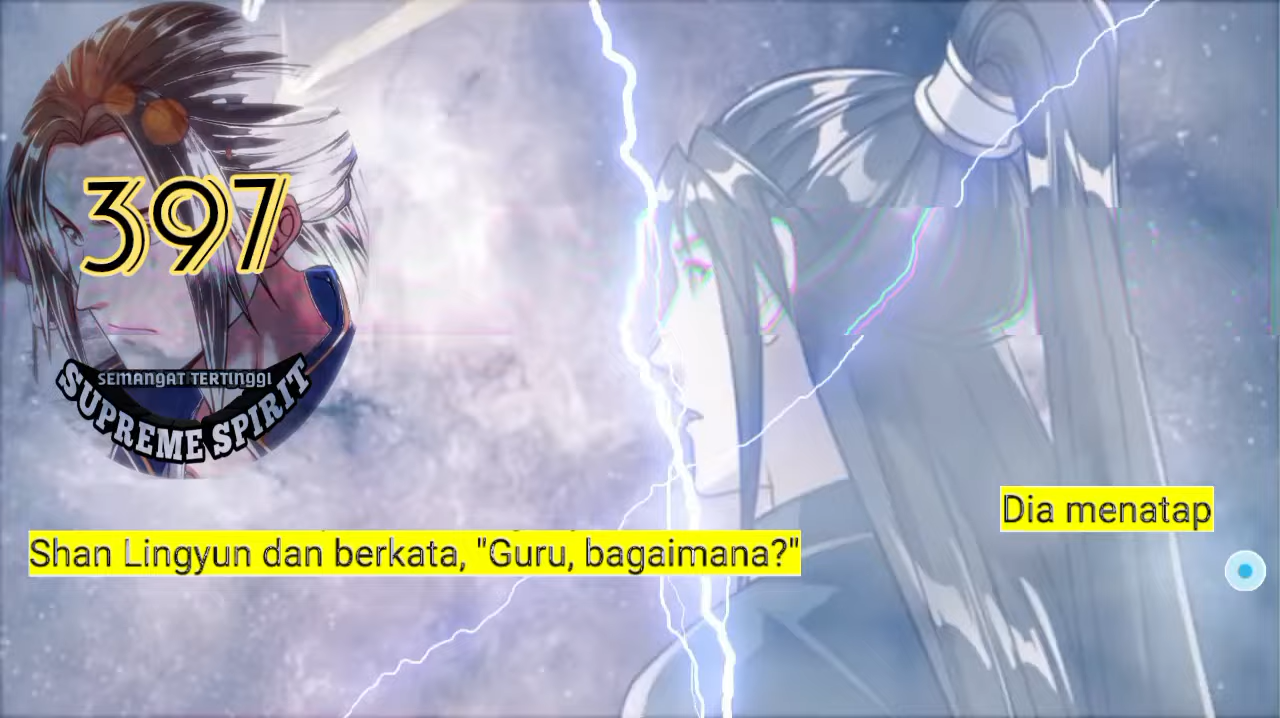 397
SEMANGAT TERTINGGI
SUPREME SPIRIT
Dia menatap
Shan Lingyun dan berkata, "Guru, bagaimana?"